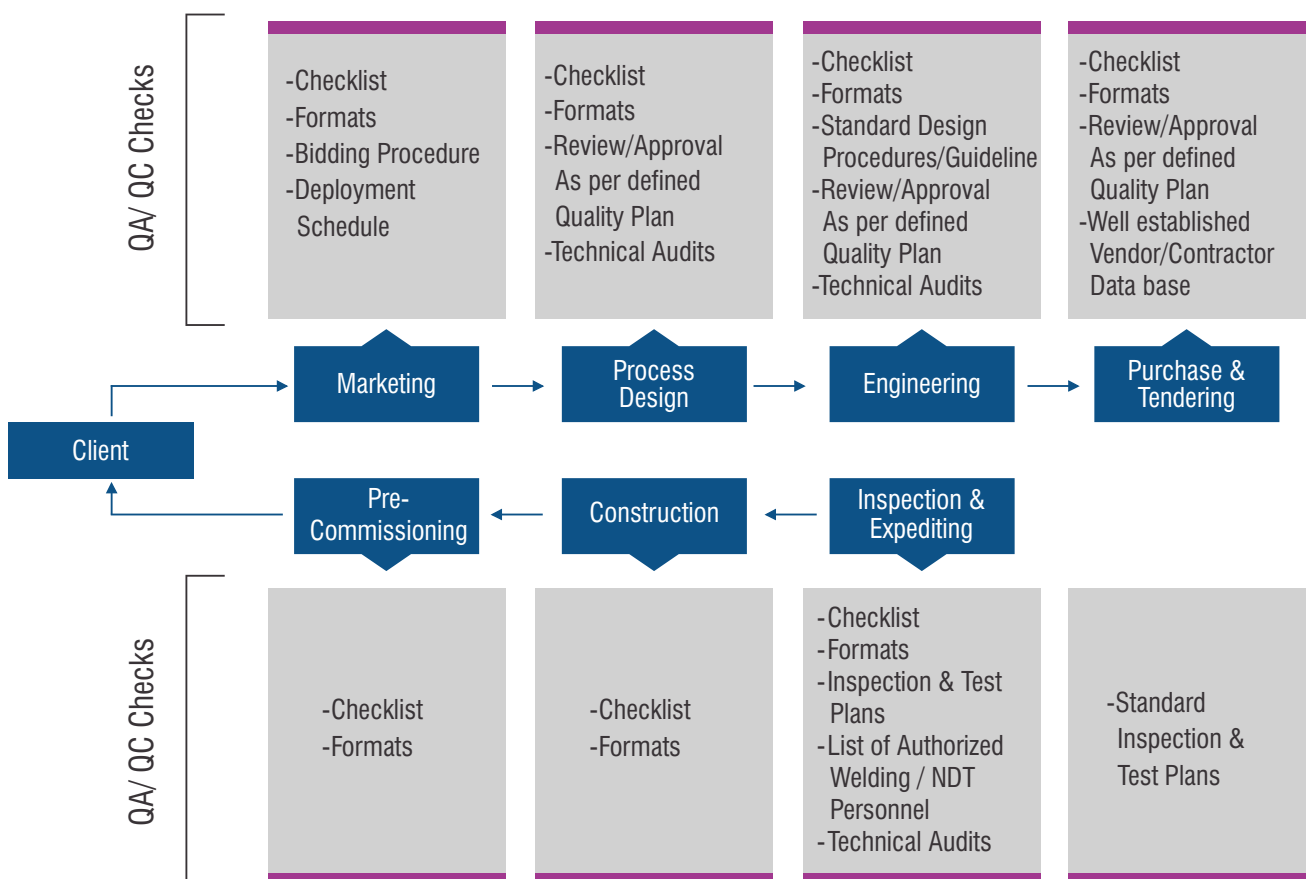 QA/ QC Checks
-Checklist
-Formats
-Bidding Procedure
-Deployment
Schedule
-Checklist
-Formats
-Review/Approval
As per defined
Quality Plan
-Technical Audits
-Checklist
-Formats
-Standard Design
Procedures/Guideline
-Review/Approval
As per defined
Quality Plan
-Technical Audits
-Checklist
-Formats
-Review/Approval
As per defined
Quality Plan
-Well established
Vendor/Contractor
Data base
Marketing
Process
Design
Engineering
Purchase &
Tendering
Client
Pre-
Commissioning
Construction
Inspection &
Expediting
QA/ QC Checks
-Checklist
-Formats
-Checklist
-Formats
-Checklist
-Formats
-Inspection & Test
Plans
-List of Authorized
Welding / NDT
Personnel
-Technical Audits
-Standard
Inspection &
Test Plans